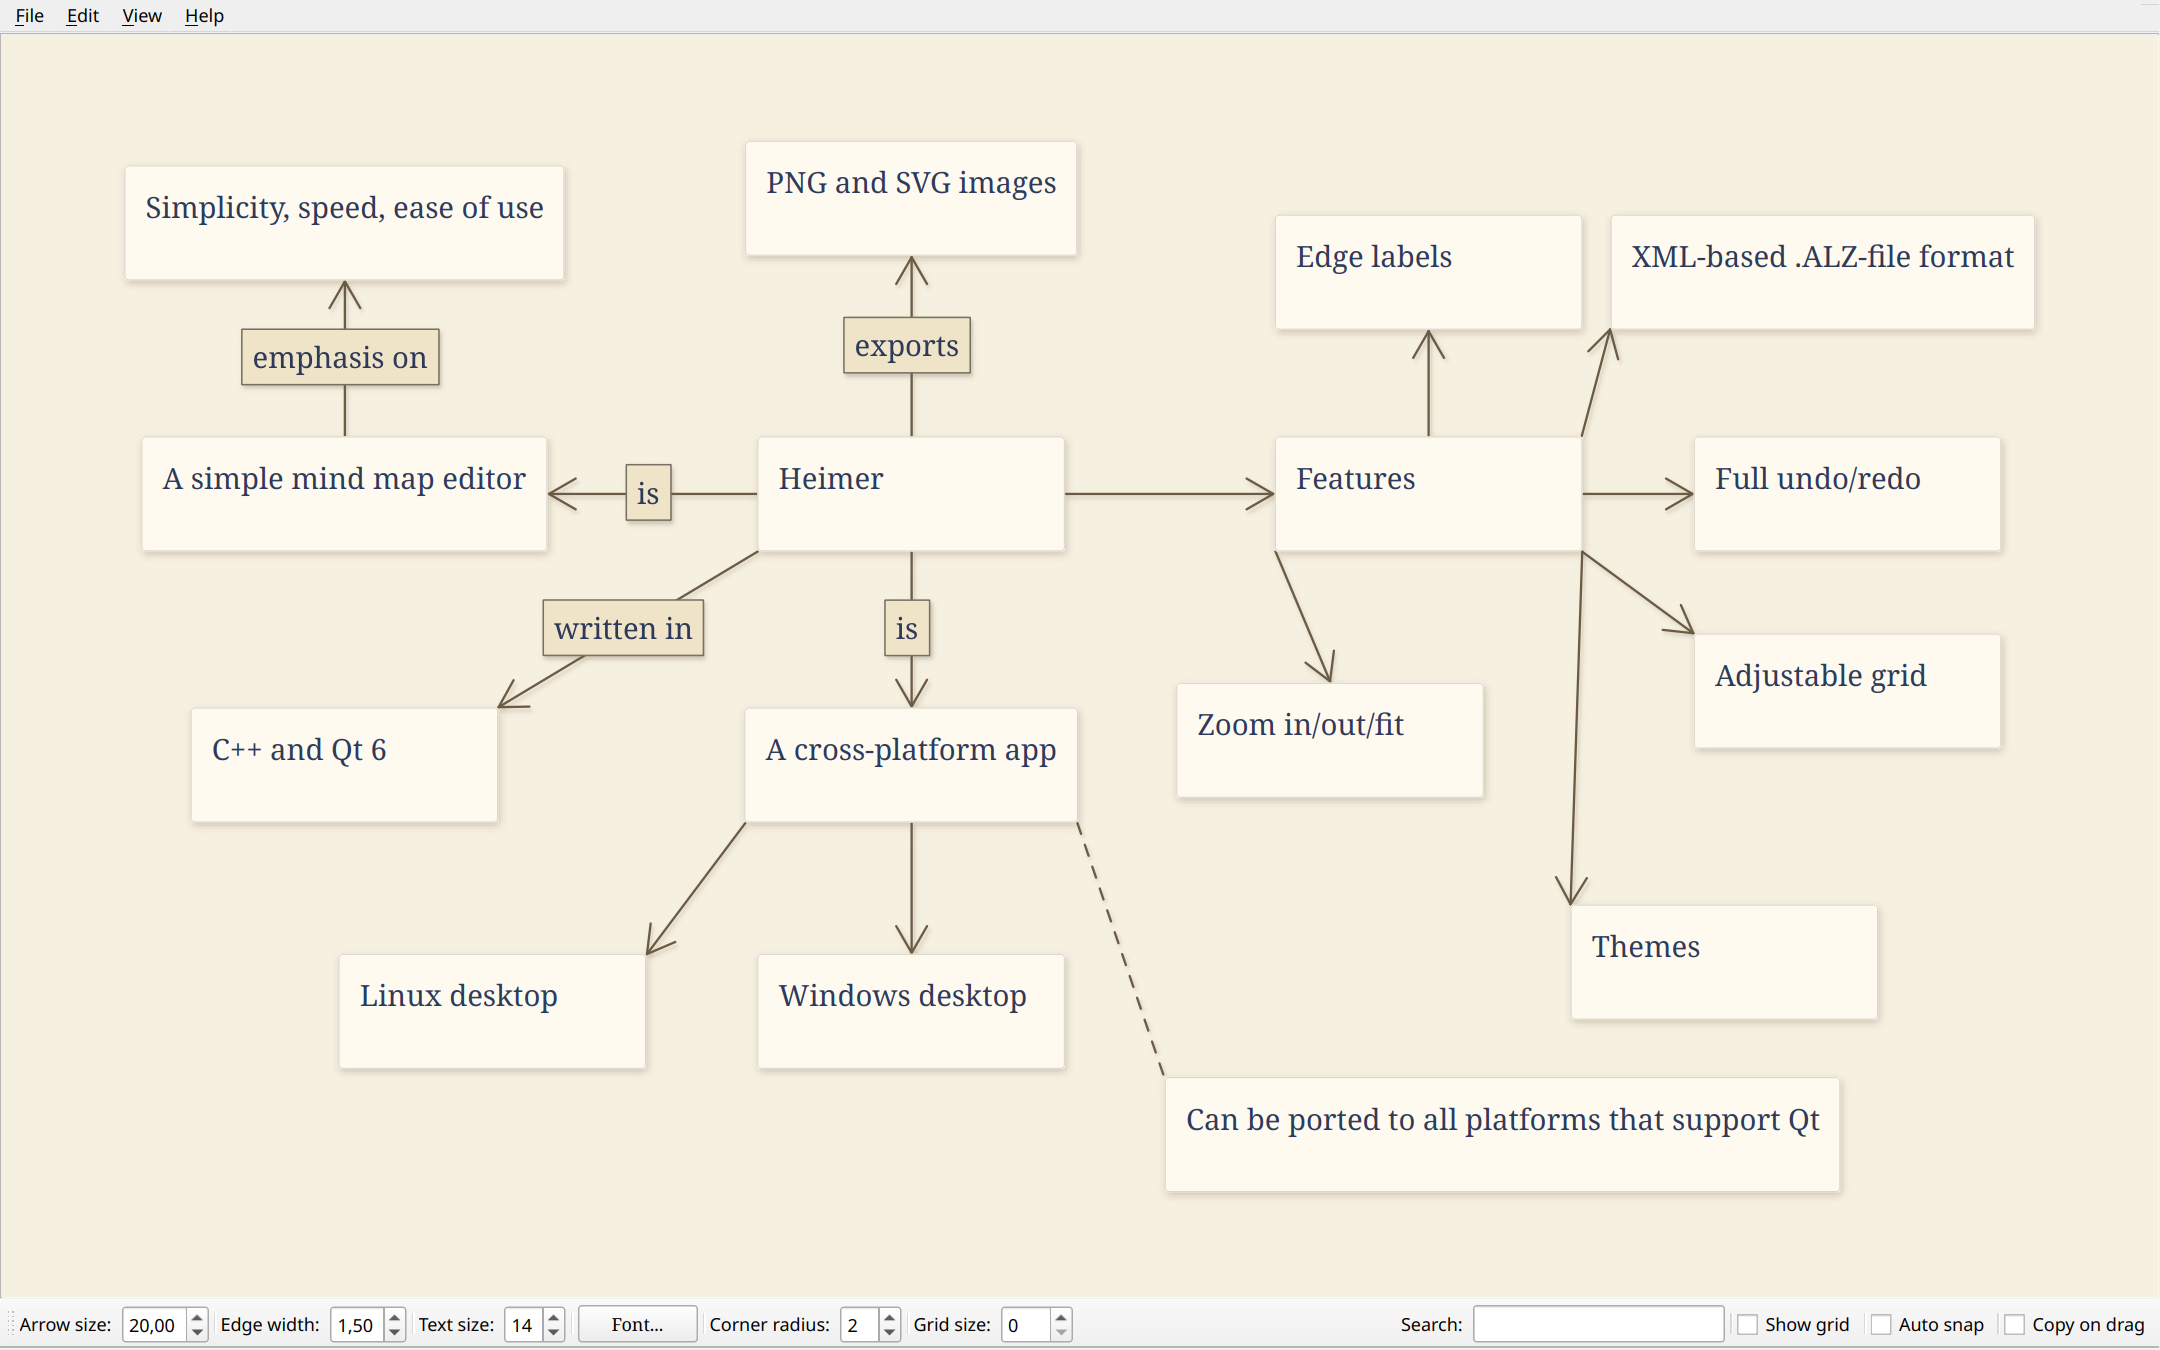 File Edit View Help
PNG and SVG images
Simplicity, speed, ease of use
Edge labels
XML-based .ALZ-file format
exports
emphasis on
A simple mind map editor
is
Heimer
Features
Full undo/redo
written in
is
Adjustable grid
Zoom in/out/fit
C++ and Qt 6
A cross-platform app
Themes
Linux desktop
Windows desktop
Can be ported to all platforms that support Qt
Arrow size: 20,00 Edge width: 1,50 Text size: 14 Font... Corner radius: 2 Grid size: 0 Search: Show grid Auto snap Copy on drag